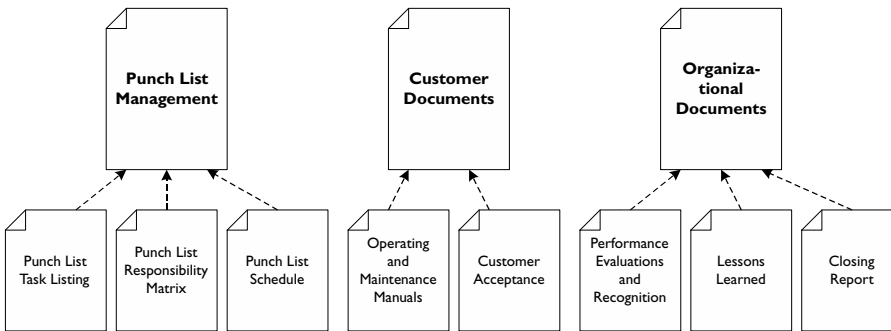 Punch List
Management
Customer
Documents
Organiza-
tional
Documents
Punch List
Task Listing
Punch List
Responsibility
Matrix
Punch List
Schedule
Operating
and
Maintenance
Manuals
Customer
Acceptance
Performance
Evaluations
and
Recognition
Lessons
Learned
Closing
Report